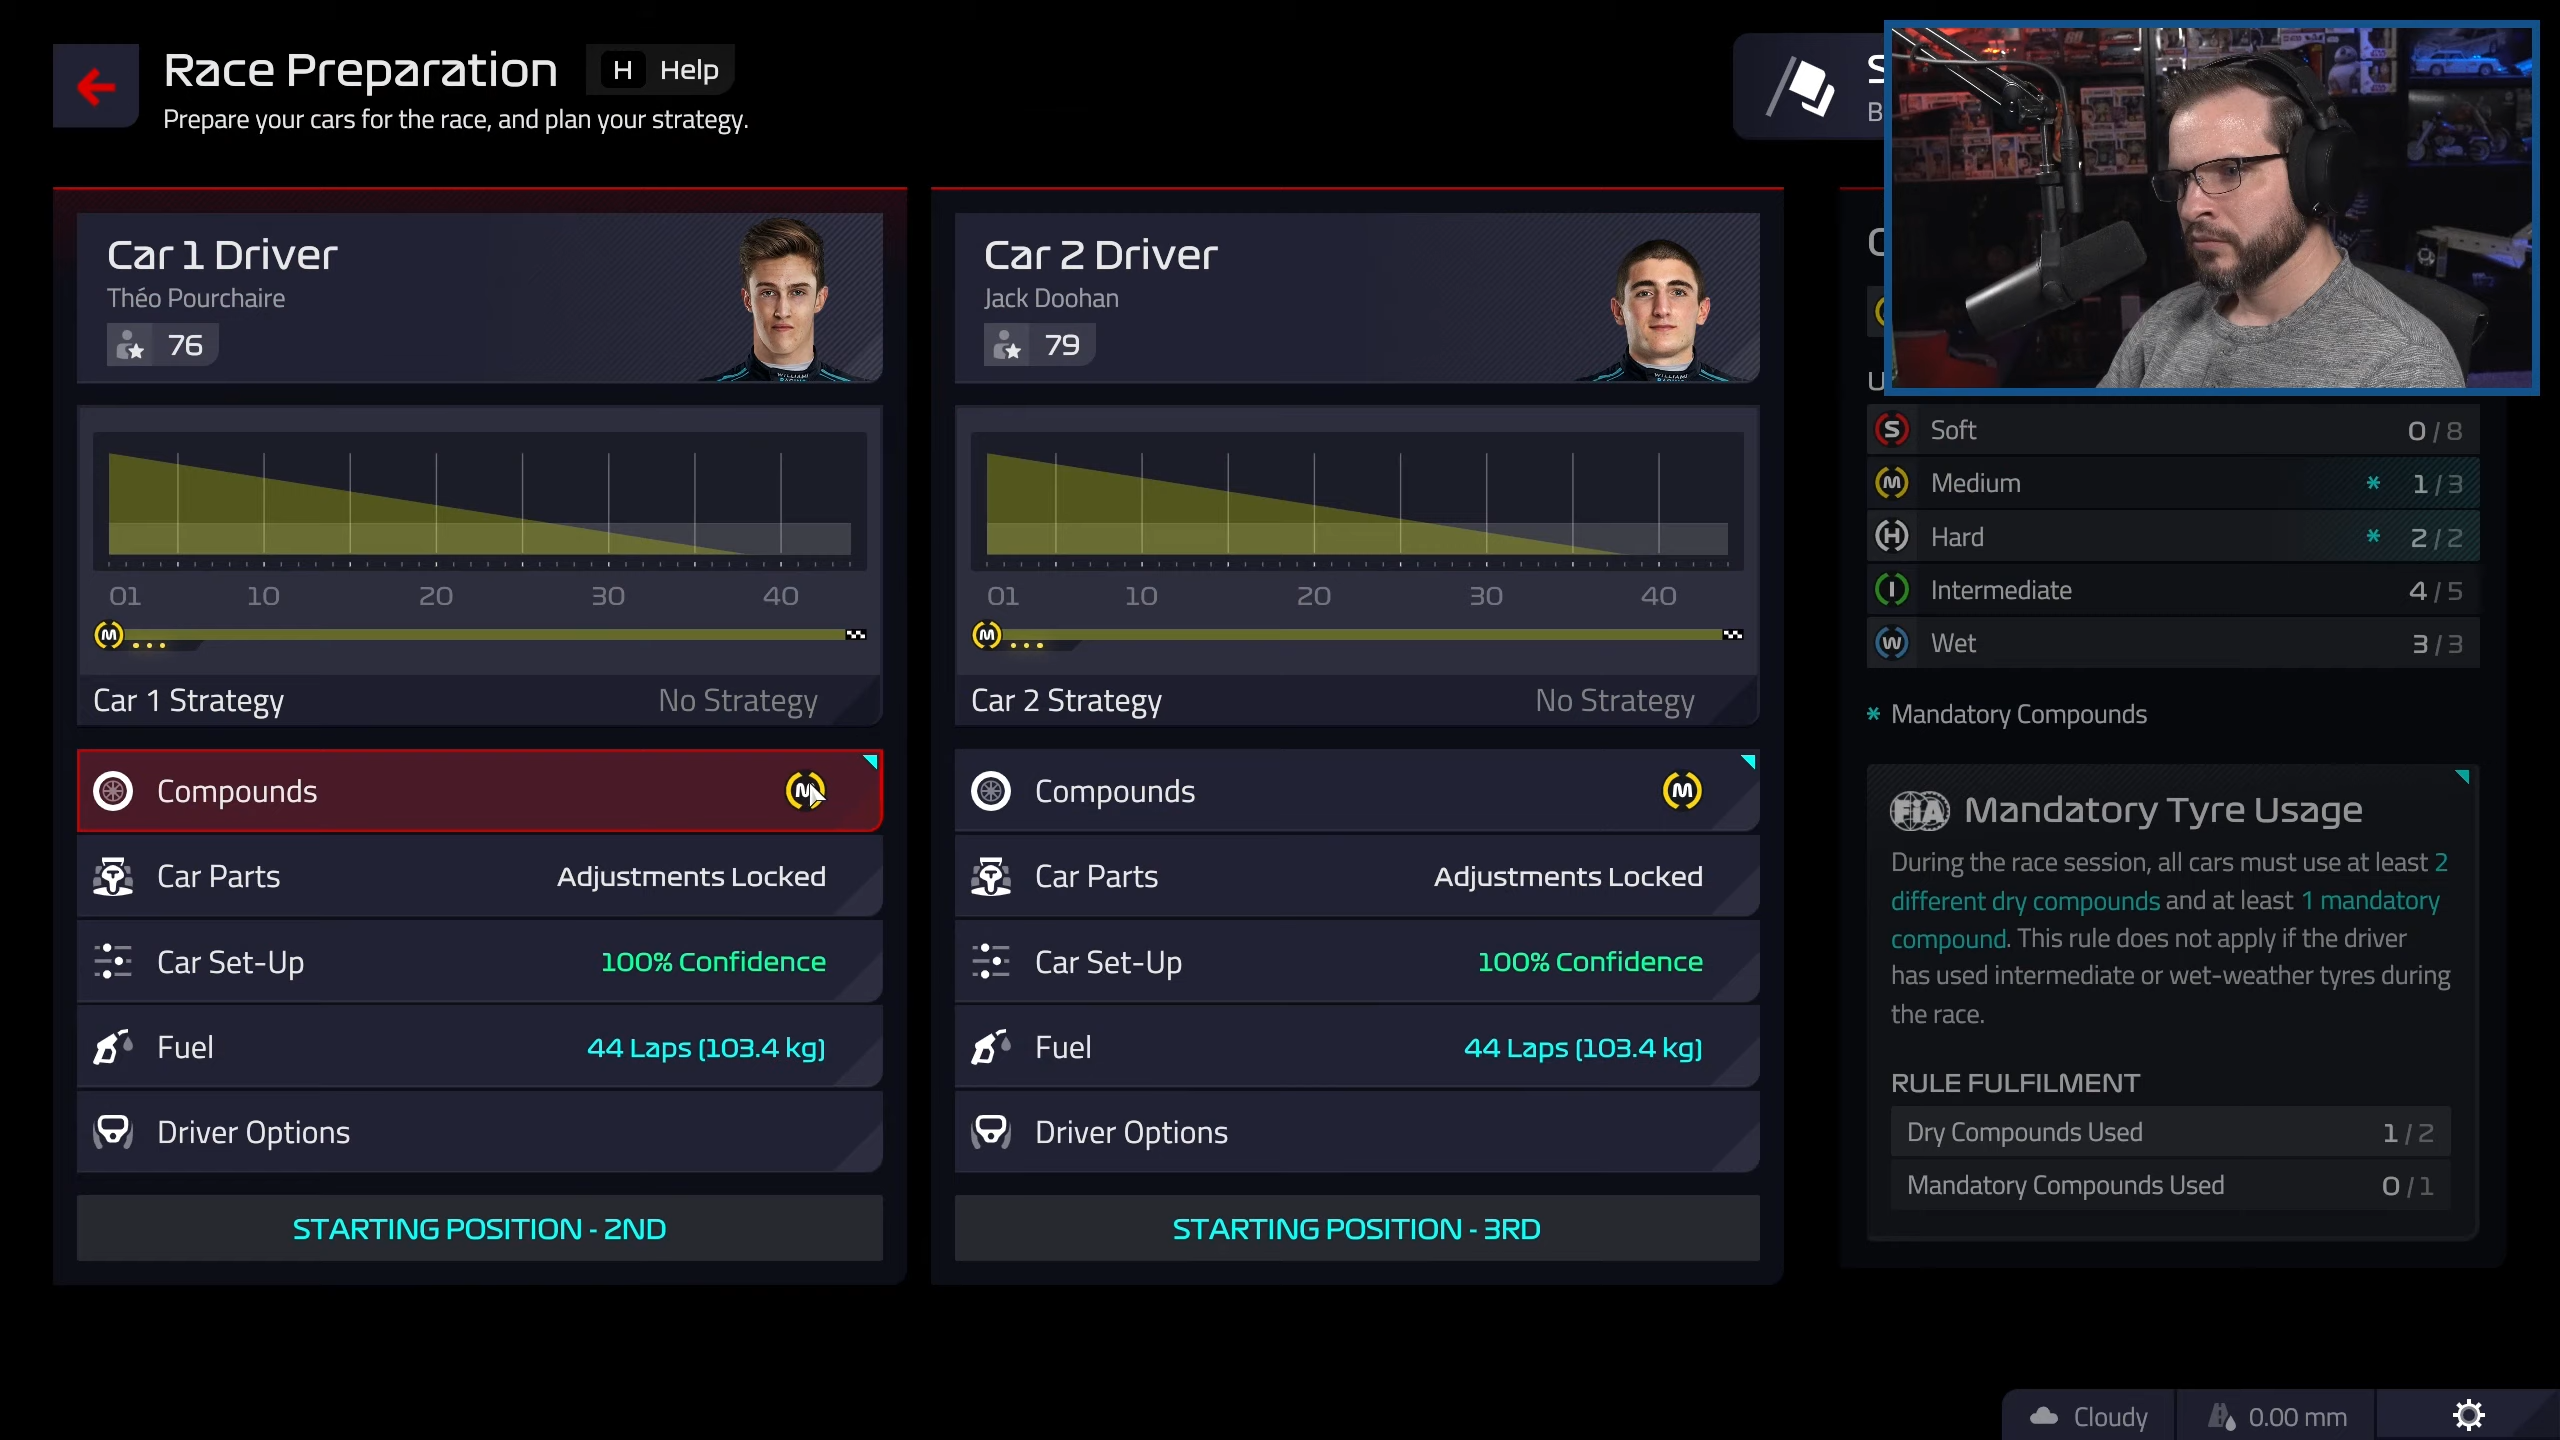 Race Preparation
H Help
Prepare your cars for the race, and plan your strategy.
Car 1 Driver
Théo Pourchaire
76
01 10 20 30 40
M
Car 1 Strategy No Strategy
Compounds M
Car Parts Adjustments Locked
Car Set-Up 100% Confidence
Fuel 44 Laps (103.4 kg)
Driver Options
STARTING POSITION - 2ND
Car 2 Driver
Jack Doohan
79
01 10 20 30 40
M
Car 2 Strategy No Strategy
Compounds M
Car Parts Adjustments Locked
Car Set-Up 100% Confidence
Fuel 44 Laps (103.4 kg)
Driver Options
STARTING POSITION - 3RD
S Soft 0 / 8
M Medium * 1 / 3
H Hard * 2 / 2
I Intermediate 4 / 5
W Wet 3 / 3
* Mandatory Compounds
FIA Mandatory Tyre Usage
During the race session, all cars must use at least 2
different dry compounds and at least 1 mandatory
compound. This rule does not apply if the driver
has used intermediate or wet-weather tyres during
the race.
RULE FULFILMENT
Dry Compounds Used 1 / 2
Mandatory Compounds Used 0 / 1
Cloudy 0.00 mm